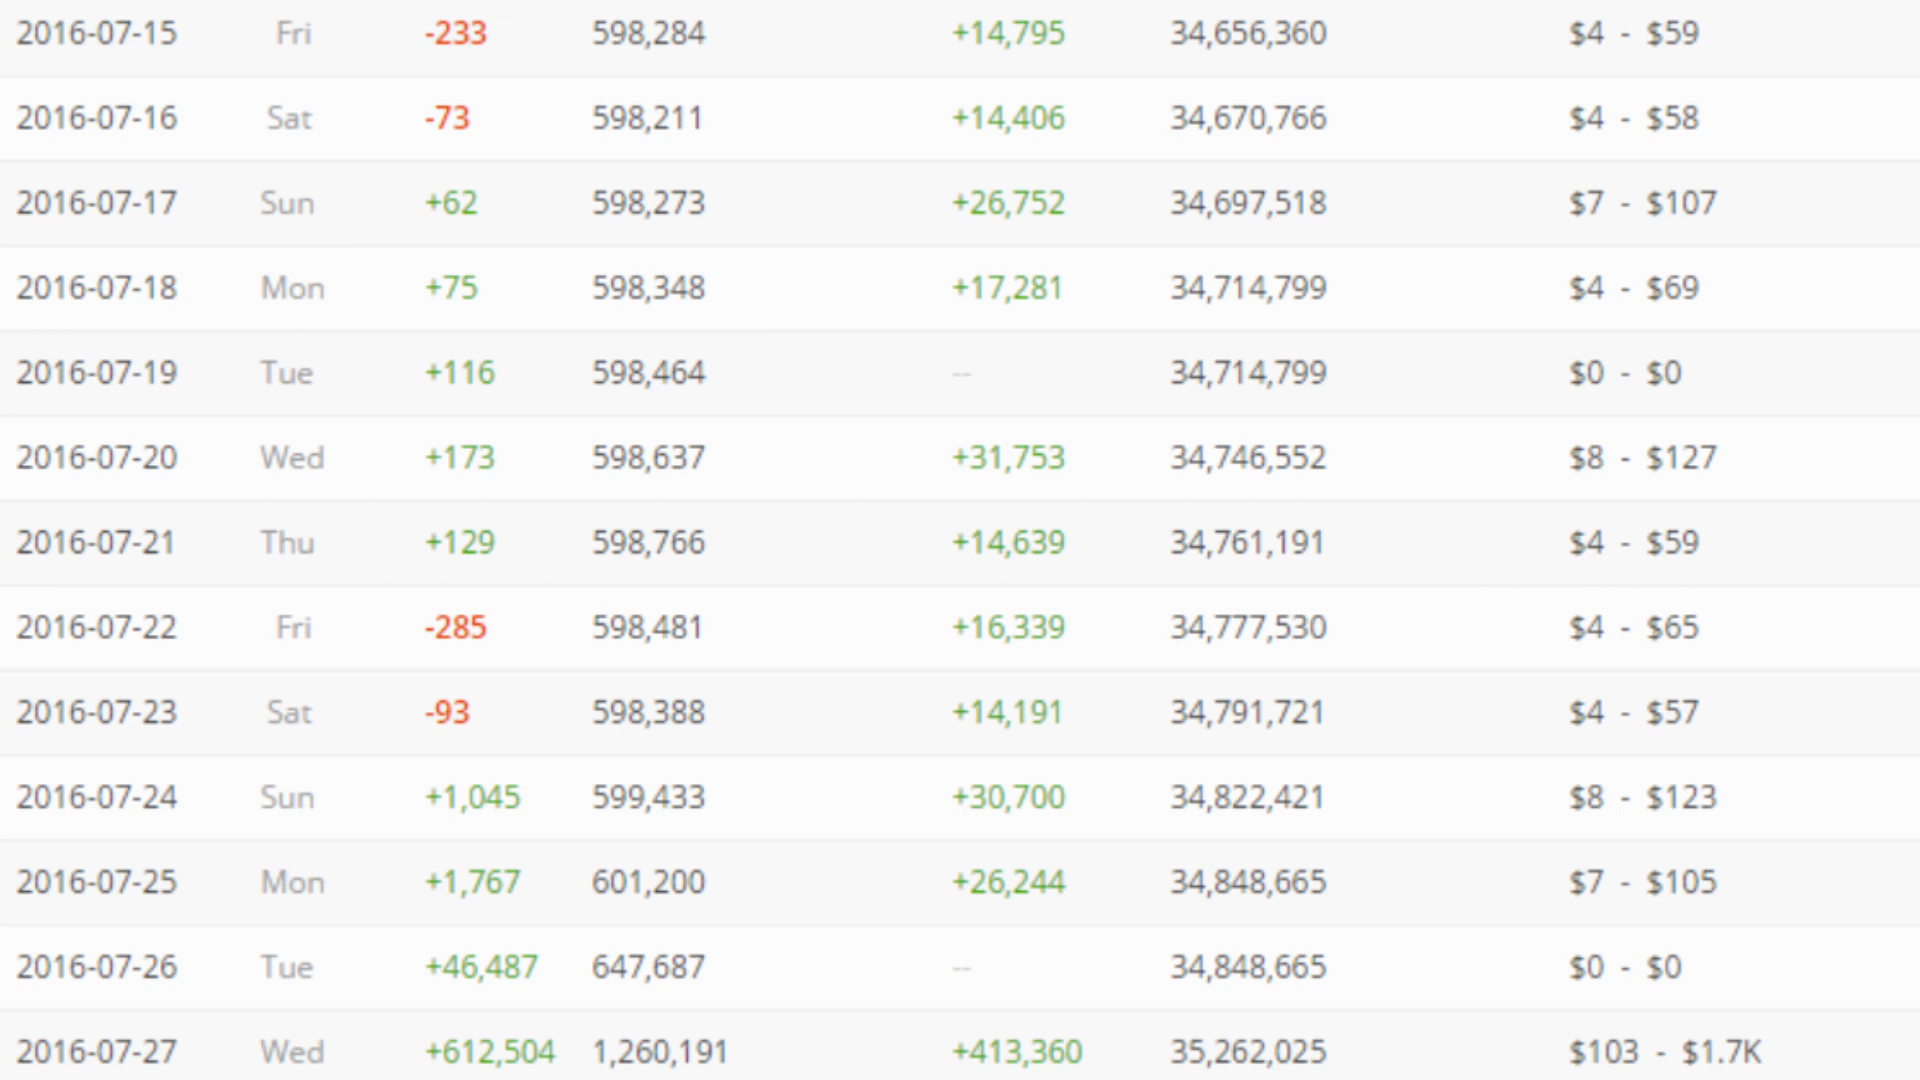 2016-07-15 Fri -233 598,284 +14,795 34,656,360 $4 - $59
2016-07-16 Sat -73 598,211 +14,406 34,670,766 $4 - $58
2016-07-17 Sun +62 598,273 +26,752 34,697,518 $7 - $107
2016-07-18 Mon +75 598,348 +17,281 34,714,799 $4 - $69
2016-07-19 Tue +116 598,464 -- 34,714,799 $0 - $0
2016-07-20 Wed +173 598,637 +31,753 34,746,552 $8 - $127
2016-07-21 Thu +129 598,766 +14,639 34,761,191 $4 - $59
2016-07-22 Fri -285 598,481 +16,339 34,777,530 $4 - $65
2016-07-23 Sat -93 598,388 +14,191 34,791,721 $4 - $57
2016-07-24 Sun +1,045 599,433 +30,700 34,822,421 $8 - $123
2016-07-25 Mon +1,767 601,200 +26,244 34,848,665 $7 - $105
2016-07-26 Tue +46,487 647,687 -- 34,848,665 $0 - $0
2016-07-27 Wed +612,504 1,260,191 +413,360 35,262,025 $103 - $1.7K